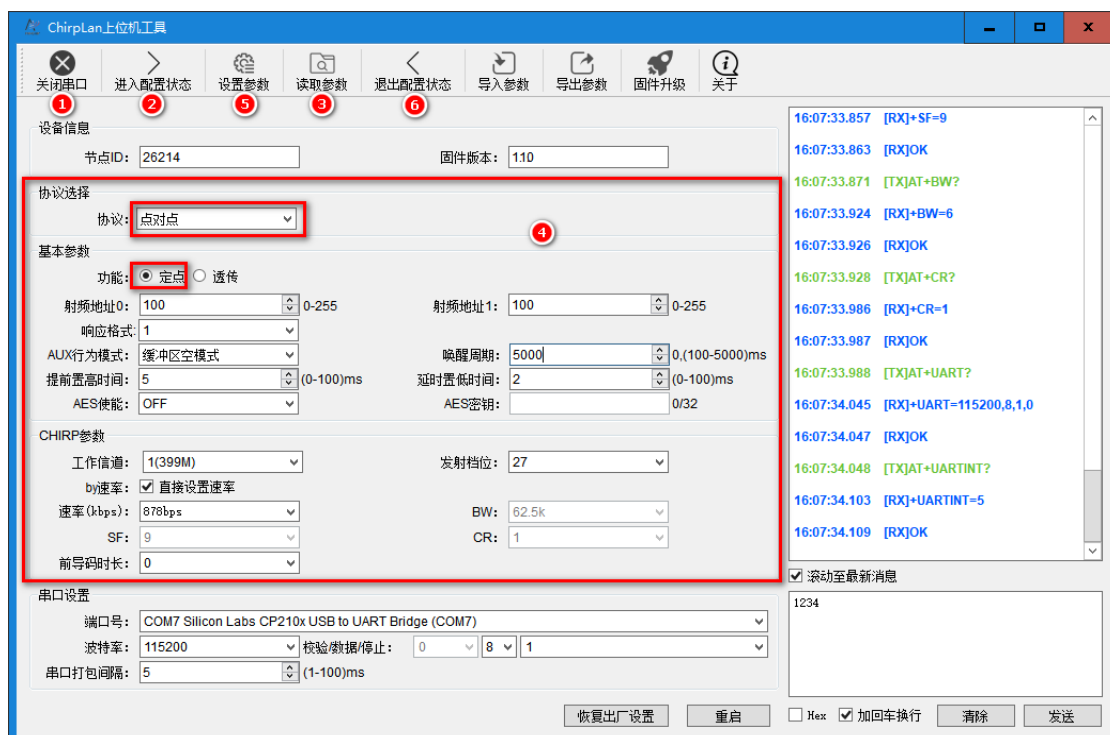 ChirpLan上位机工具
关闭串口 进入配置状态 设置参数 读取参数 退出配置状态 导入参数 导出参数 固件升级 关于
1 2 5 3 6
设备信息
节点ID: 26214 固件版本: 1.10
协议选择
协议: 点对点
4
基本参数
功能: 定点 透传
射频地址0: 100 0-255 射频地址1: 100 0-255
响应格式: 1
AUX行为模式: 缓冲区空模式 唤醒周期: 5000 0,(100-5000)ms
提前置高时间: 5 (0-100)ms 延时置低时间: 2 (0-100)ms
AES使能: OFF AES密钥: 0/32
CHIRP参数
工作信道: 1(399M) 发射档位: 27
by速率: 直接设置速率
速率(kbps): 878bps BW: 62.5k
SF: 9 CR: 1
前导码时长: 0
串口设置
端口号: COM7 Silicon Labs CP210x USB to UART Bridge (COM7)
波特率: 115200 校验/数据/停止: 0 8 1
串口打包间隔: 5 (1-100)ms
恢复出厂设置 重启
16:07:33.857 [RX]+SF=9
16:07:33.863 [RX]OK
16:07:33.871 [TX]AT+BW?
16:07:33.924 [RX]+BW=6
16:07:33.926 [RX]OK
16:07:33.928 [TX]AT+CR?
16:07:33.986 [RX]+CR=1
16:07:33.987 [RX]OK
16:07:33.988 [TX]AT+UART?
16:07:34.045 [RX]+UART=115200,8,1,0
16:07:34.047 [RX]OK
16:07:34.048 [TX]AT+UARTINT?
16:07:34.103 [RX]+UARTINT=5
16:07:34.109 [RX]OK
滚动至最新消息
1234
Hex 加回车换行 清除 发送